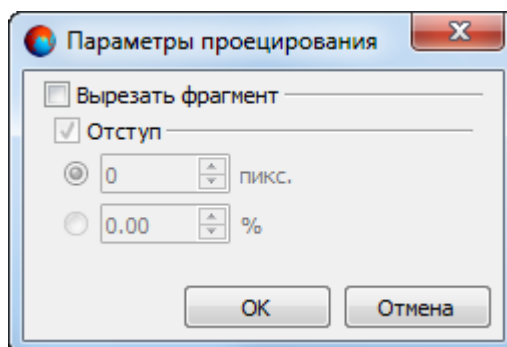 Параметры проецирования
Вырезать фрагмент
Отступ
0 пикс.
0.00 %
OK Отмена